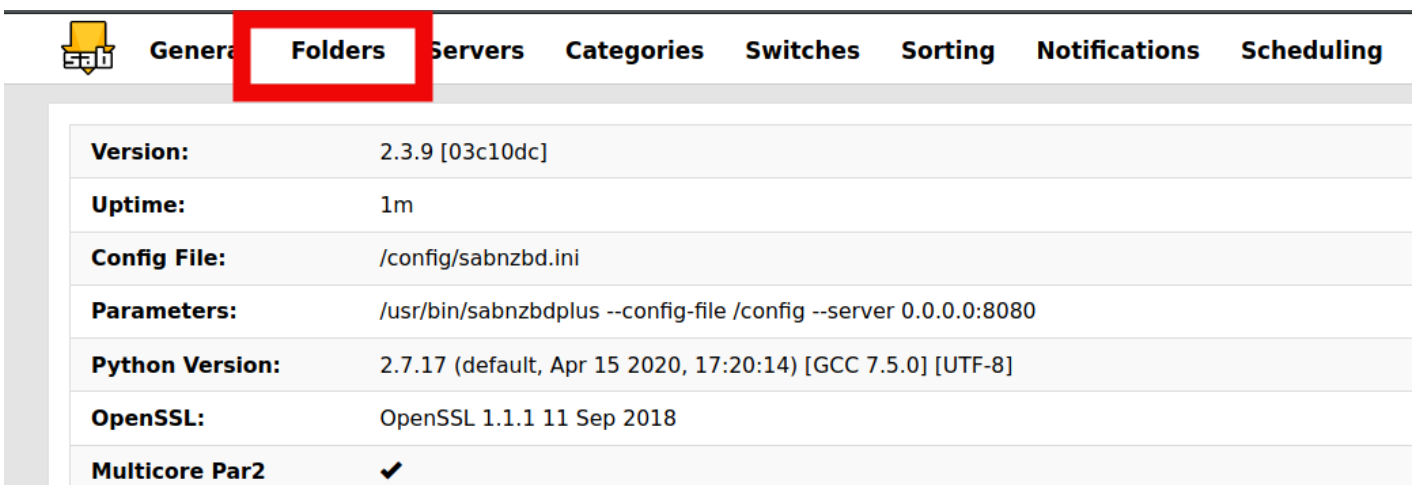 sab General Folders Servers Categories Switches Sorting Notifications Scheduling
Version: 2.3.9 [03c10dc]
Uptime: 1m
Config File: /config/sabnzbd.ini
Parameters: /usr/bin/sabnzbdplus --config-file /config --server 0.0.0.0:8080
Python Version: 2.7.17 (default, Apr 15 2020, 17:20:14) [GCC 7.5.0] [UTF-8]
OpenSSL: OpenSSL 1.1.1 11 Sep 2018
Multicore Par2 ✔